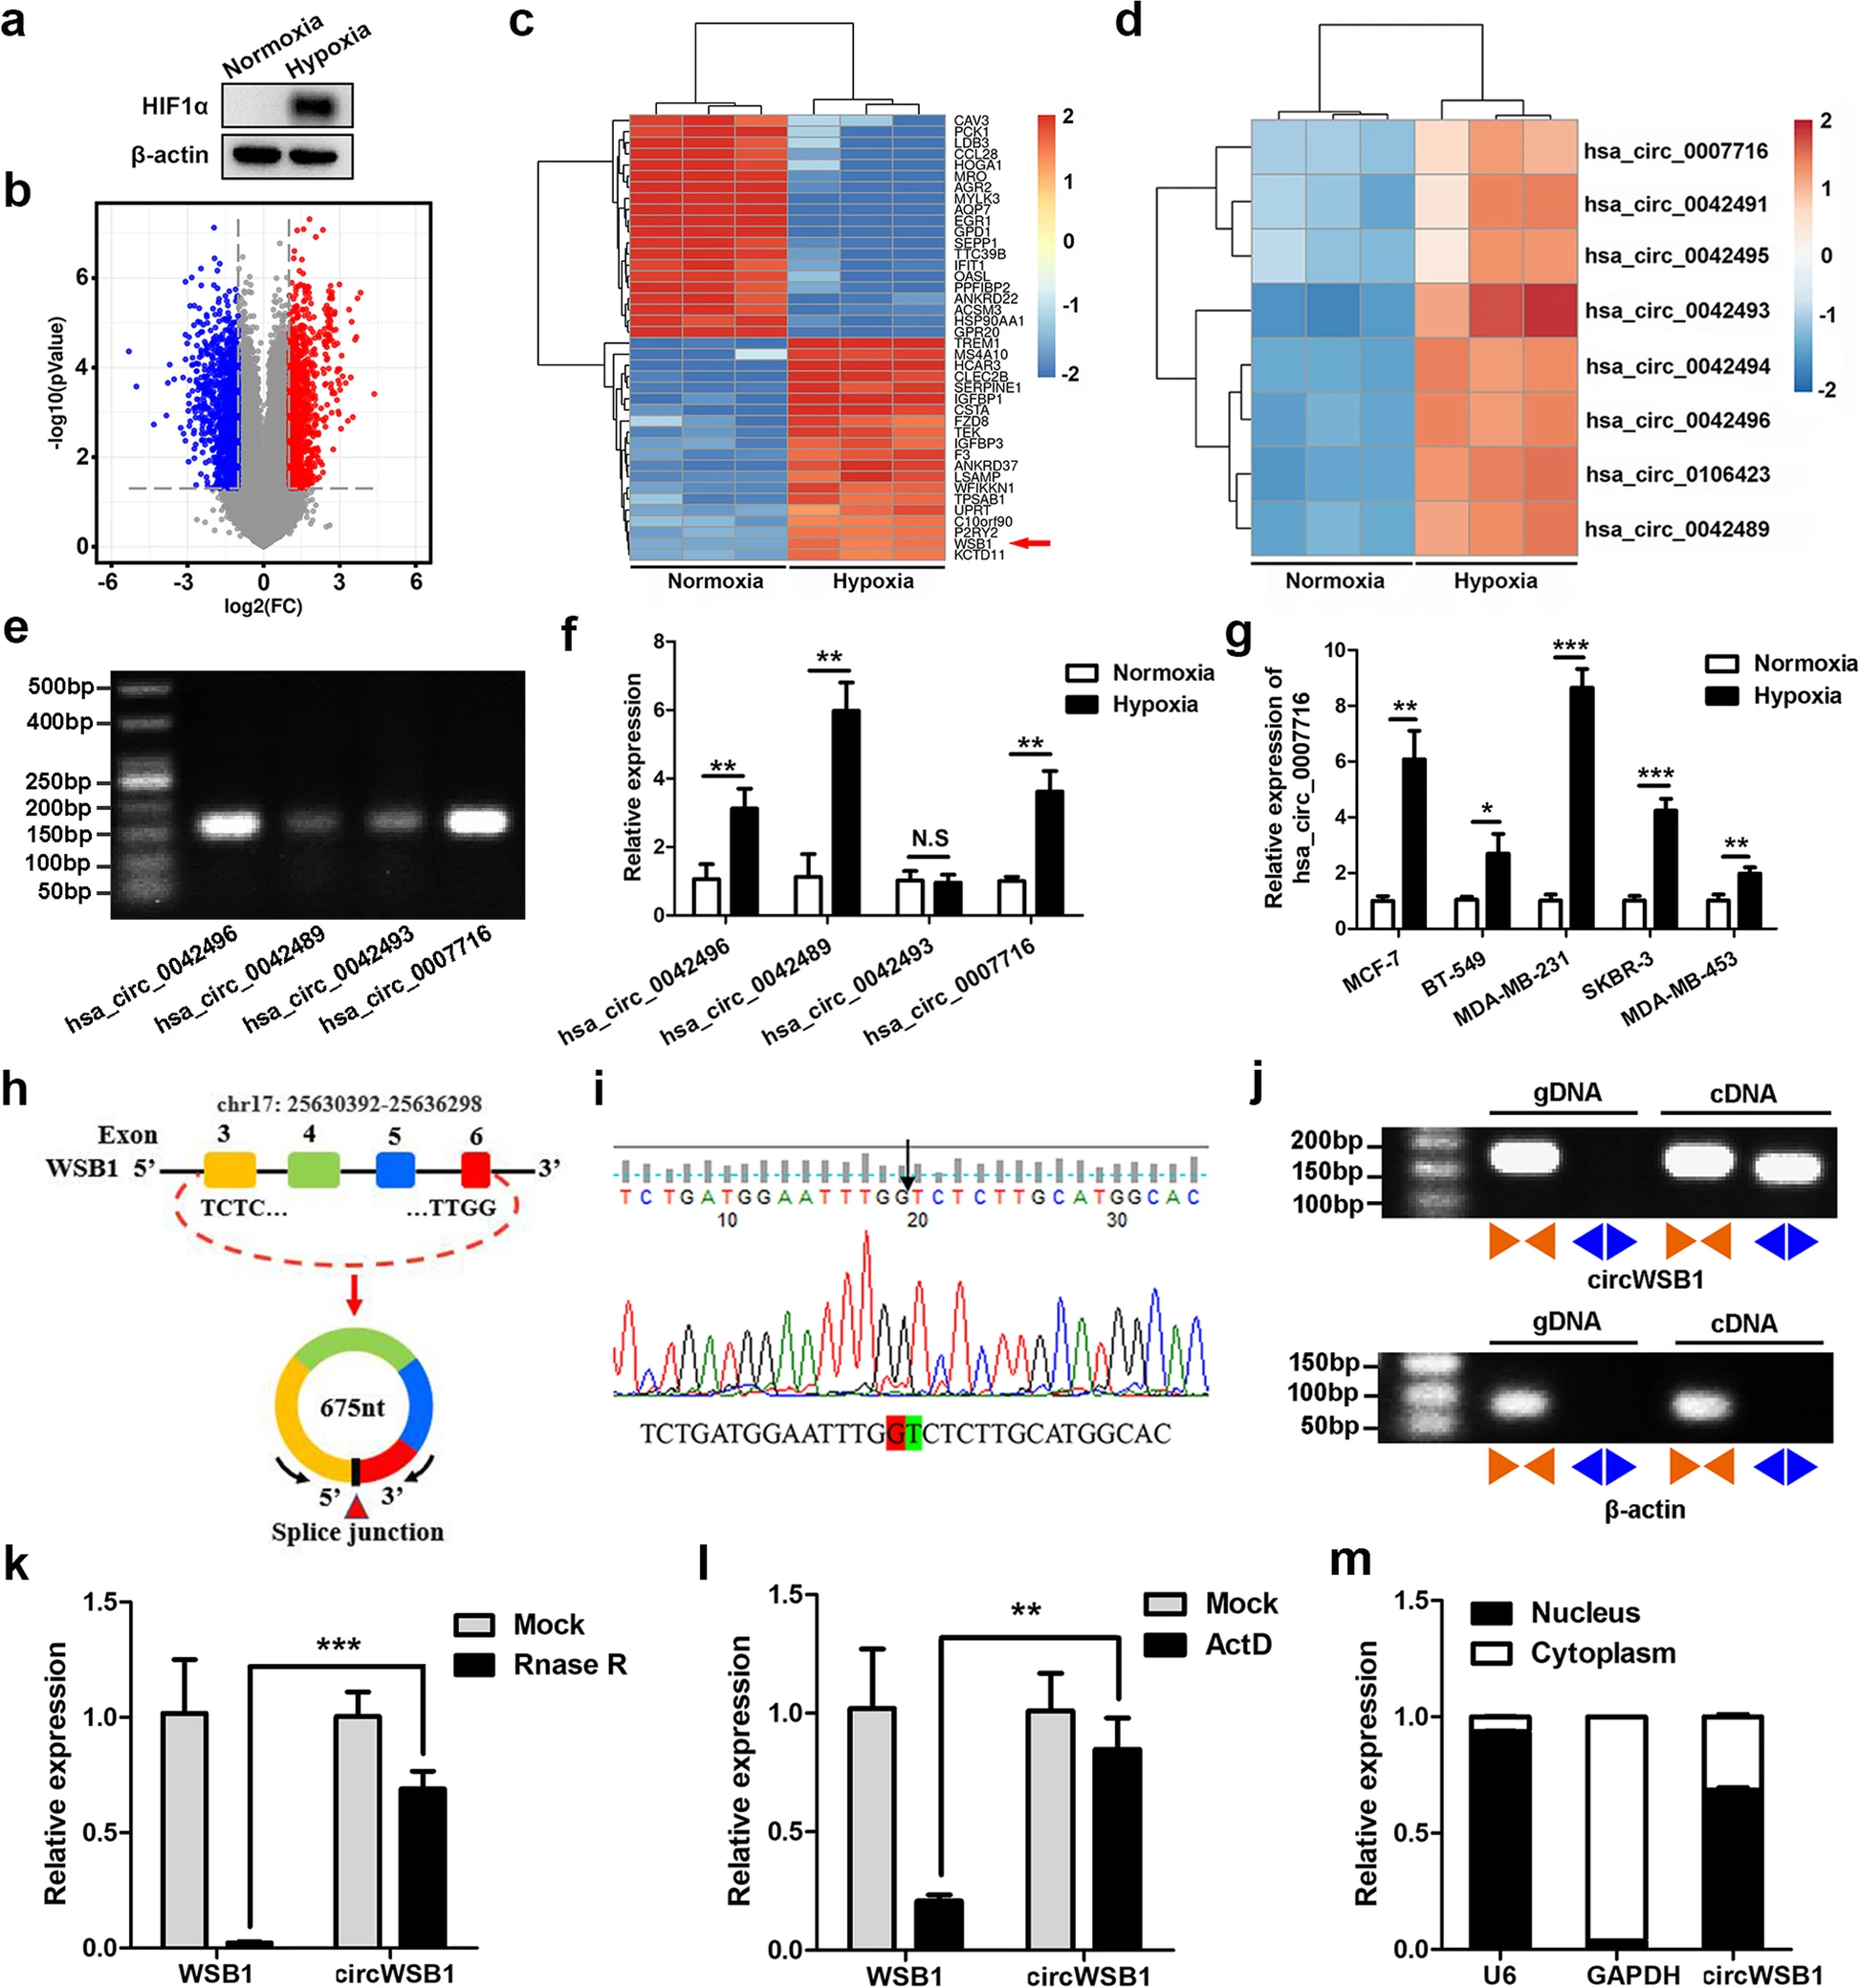 a
Normoxia
Hypoxia
HIF1α
β-actin
b
-log10(pValue)
6
4
2
0
-6 -3 0 3 6
log2(FC)
c
CAV3
PCK1
LDB3
CCL28
HOGA1
MRO
AGR2
MYLK3
AQP7
EGR1
GPD1
SEPP1
TTC39B
IFIT1
OASL
PPFIBP2
ANKRD22
ACSM3
HSP90AA1
GPR20
TREM1
MS4A10
HCAR3
CLEC2B
SERPINE1
IGFBP1
CSTA
FZD8
TEK
IGFBP3
F3
ANKRD37
LSAMP
WFIKKN1
TPSAB1
UPRT
C10orf90
P2RY2
WSB1
KCTD11
2
1
0
-1
-2
Normoxia Hypoxia
d
hsa_circ_0007716
hsa_circ_0042491
hsa_circ_0042495
hsa_circ_0042493
hsa_circ_0042494
hsa_circ_0042496
hsa_circ_0106423
hsa_circ_0042489
2
1
0
-1
-2
Normoxia Hypoxia
e
500bp
400bp
250bp
200bp
150bp
100bp
50bp
hsa_circ_0042496
hsa_circ_0042489
hsa_circ_0042493
hsa_circ_0007716
f
Relative expression
8
6
4
2
0
** ** N.S **
Normoxia
Hypoxia
hsa_circ_0042496
hsa_circ_0042489
hsa_circ_0042493
hsa_circ_0007716
g
Relative expression of
hsa_circ_0007716
10
8
6
4
2
0
** * *** *** **
Normoxia
Hypoxia
MCF-7
BT-549
MDA-MB-231
SKBR-3
MDA-MB-453
h
chr17: 25630392-25636298
Exon 3 4 5 6
WSB1 5’ 3’
TCTC... ...TTGG
675nt
5’ 3’
Splice junction
i
TCTGATGGAATTTGGTCTCTTGCATGGCAC
10 20 30
TCTGATGGAATTTGGTCTCTTGCATGGCAC
j
gDNA cDNA
200bp
150bp
100bp
circWSB1
gDNA cDNA
150bp
100bp
50bp
β-actin
k
Relative expression
1.5
1.0
0.5
0.0
***
Mock
Rnase R
WSB1 circWSB1
l
Relative expression
1.5
1.0
0.5
0.0
**
Mock
ActD
WSB1 circWSB1
m
Relative expression
1.5
1.0
0.5
0.0
Nucleus
Cytoplasm
U6 GAPDH circWSB1